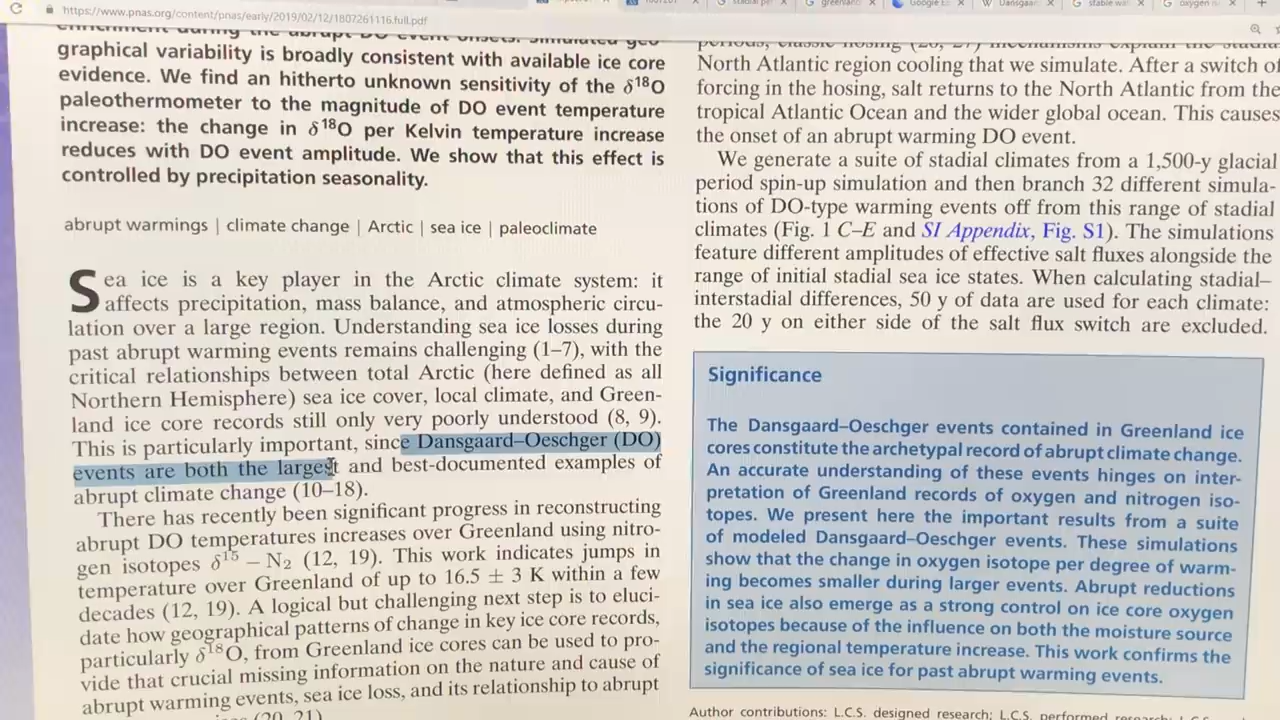 https://www.pnas.org/content/pnas/early/2019/02/12/1807261116.full.pdf
enrichment during the abrupt DO event onsets. Simulated geo-
graphical variability is broadly consistent with available ice core
evidence. We find an hitherto unknown sensitivity of the δ18O
paleothermometer to the magnitude of DO event temperature
increase: the change in δ18O per Kelvin temperature increase
reduces with DO event amplitude. We show that this effect is
controlled by precipitation seasonality.
abrupt warmings | climate change | Arctic | sea ice | paleoclimate
Sea ice is a key player in the Arctic climate system: it
affects precipitation, mass balance, and atmospheric circu-
lation over a large region. Understanding sea ice losses during
past abrupt warming events remains challenging (1–7), with the
critical relationships between total Arctic (here defined as all
Northern Hemisphere) sea ice cover, local climate, and Green-
land ice core records still only very poorly understood (8, 9).
This is particularly important, since Dansgaard–Oeschger (DO)
events are both the largest and best-documented examples of
abrupt climate change (10–18).
There has recently been significant progress in reconstructing
abrupt DO temperatures increases over Greenland using nitro-
gen isotopes δ15 – N2 (12, 19). This work indicates jumps in
temperature over Greenland of up to 16.5 ± 3 K within a few
decades (12, 19). A logical but challenging next step is to eluci-
date how geographical patterns of change in key ice core records,
particularly δ18O, from Greenland ice cores can be used to pro-
vide that crucial missing information on the nature and cause of
abrupt warming events, sea ice loss, and its relationship to abrupt
(20, 21)
North Atlantic region cooling that we simulate. After a switch of
forcing in the hosing, salt returns to the North Atlantic from the
tropical Atlantic Ocean and the wider global ocean. This causes
the onset of an abrupt warming DO event.
We generate a suite of stadial climates from a 1,500-y glacial
period spin-up simulation and then branch 32 different simula-
tions of DO-type warming events off from this range of stadial
climates (Fig. 1 C–E and SI Appendix, Fig. S1). The simulations
feature different amplitudes of effective salt fluxes alongside the
range of initial stadial sea ice states. When calculating stadial–
interstadial differences, 50 y of data are used for each climate:
the 20 y on either side of the salt flux switch are excluded.
Significance
The Dansgaard–Oeschger events contained in Greenland ice
cores constitute the archetypal record of abrupt climate change.
An accurate understanding of these events hinges on inter-
pretation of Greenland records of oxygen and nitrogen iso-
topes. We present here the important results from a suite
of modeled Dansgaard–Oeschger events. These simulations
show that the change in oxygen isotope per degree of warm-
ing becomes smaller during larger events. Abrupt reductions
in sea ice also emerge as a strong control on ice core oxygen
isotopes because of the influence on both the moisture source
and the regional temperature increase. This work confirms the
significance of sea ice for past abrupt warming events.
Author contributions: L.C.S. designed research; L.C.S. performed research;